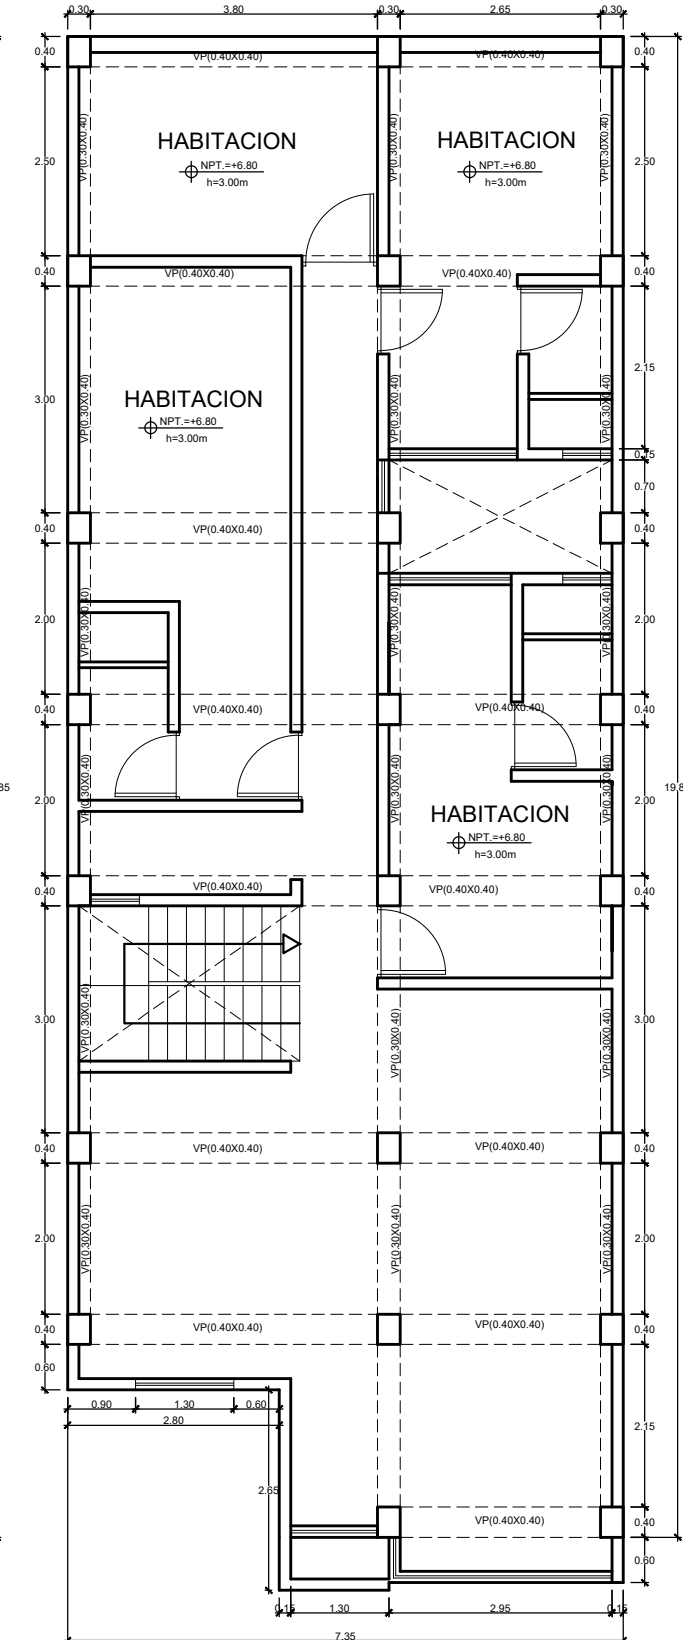 0.30 3.80 0.30 2.65 0.30
0.40 VP(0.40X0.40) VP(0.40X0.40) 0.40
HABITACION HABITACION
NPT.=+6.80 NPT.=+6.80
h=3.00m h=3.00m
2.50 VP(0.30X0.40) VP(0.30X0.40) VP(0.30X0.40) 2.50
0.40 VP(0.40X0.40) VP(0.40X0.40) 0.40
2.15
HABITACION
NPT.=+6.80
h=3.00m
3.00 VP(0.30X0.40) VP(0.30X0.40) VP(0.30X0.40)
0.15
0.70
0.40 VP(0.40X0.40) 0.40
2.00 VP(0.30X0.40) VP(0.30X0.40) VP(0.30X0.40) 2.00
0.40 VP(0.40X0.40) VP(0.40X0.40) 0.40
85 2.00 VP(0.30X0.40) VP(0.30X0.40) VP(0.30X0.40) 2.00 19.8
HABITACION
NPT.=+6.80
h=3.00m
0.40 VP(0.40X0.40) VP(0.40X0.40) 0.40
3.00 VP(0.30X0.40) VP(0.30X0.40) VP(0.30X0.40) 3.00
0.40 VP(0.40X0.40) VP(0.40X0.40) 0.40
2.00 VP(0.30X0.40) VP(0.30X0.40) VP(0.30X0.40) 2.00
0.40 VP(0.40X0.40) VP(0.40X0.40) 0.40
0.60
0.90 1.30 0.60
2.80 2.15
2.65
VP(0.40X0.40) 0.40
0.60
0.15 1.30 2.95 0.15
7.35